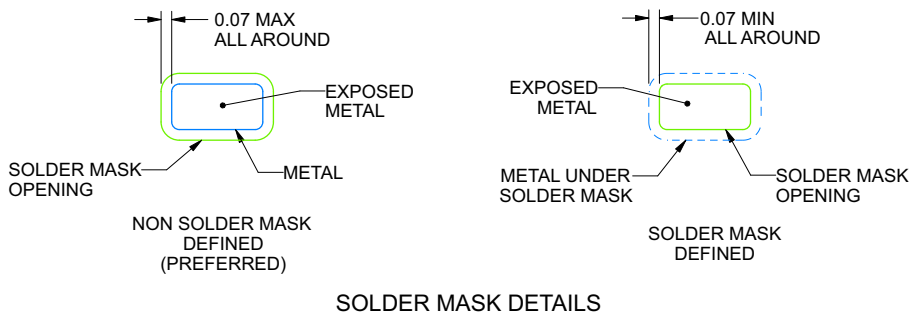 0.07 MAX
ALL AROUND
EXPOSED
METAL
SOLDER MASK
OPENING
METAL
NON SOLDER MASK
DEFINED
(PREFERRED)
0.07 MIN
ALL AROUND
EXPOSED
METAL
METAL UNDER
SOLDER MASK
SOLDER MASK
OPENING
SOLDER MASK
DEFINED
SOLDER MASK DETAILS